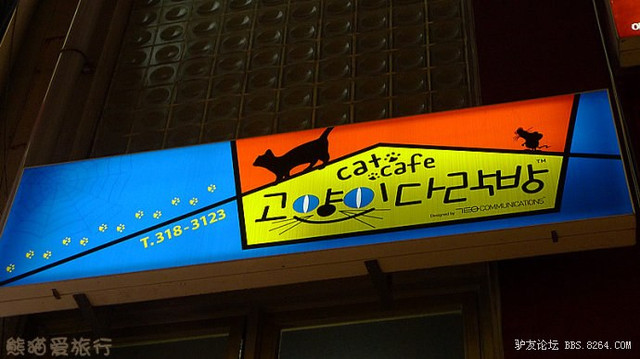 cat cafe
고양이다락방 TM
Designed by COMMUNICATIONS
T.318-3123
熊猫爱旅行
驴友论坛 BBS.8264.com